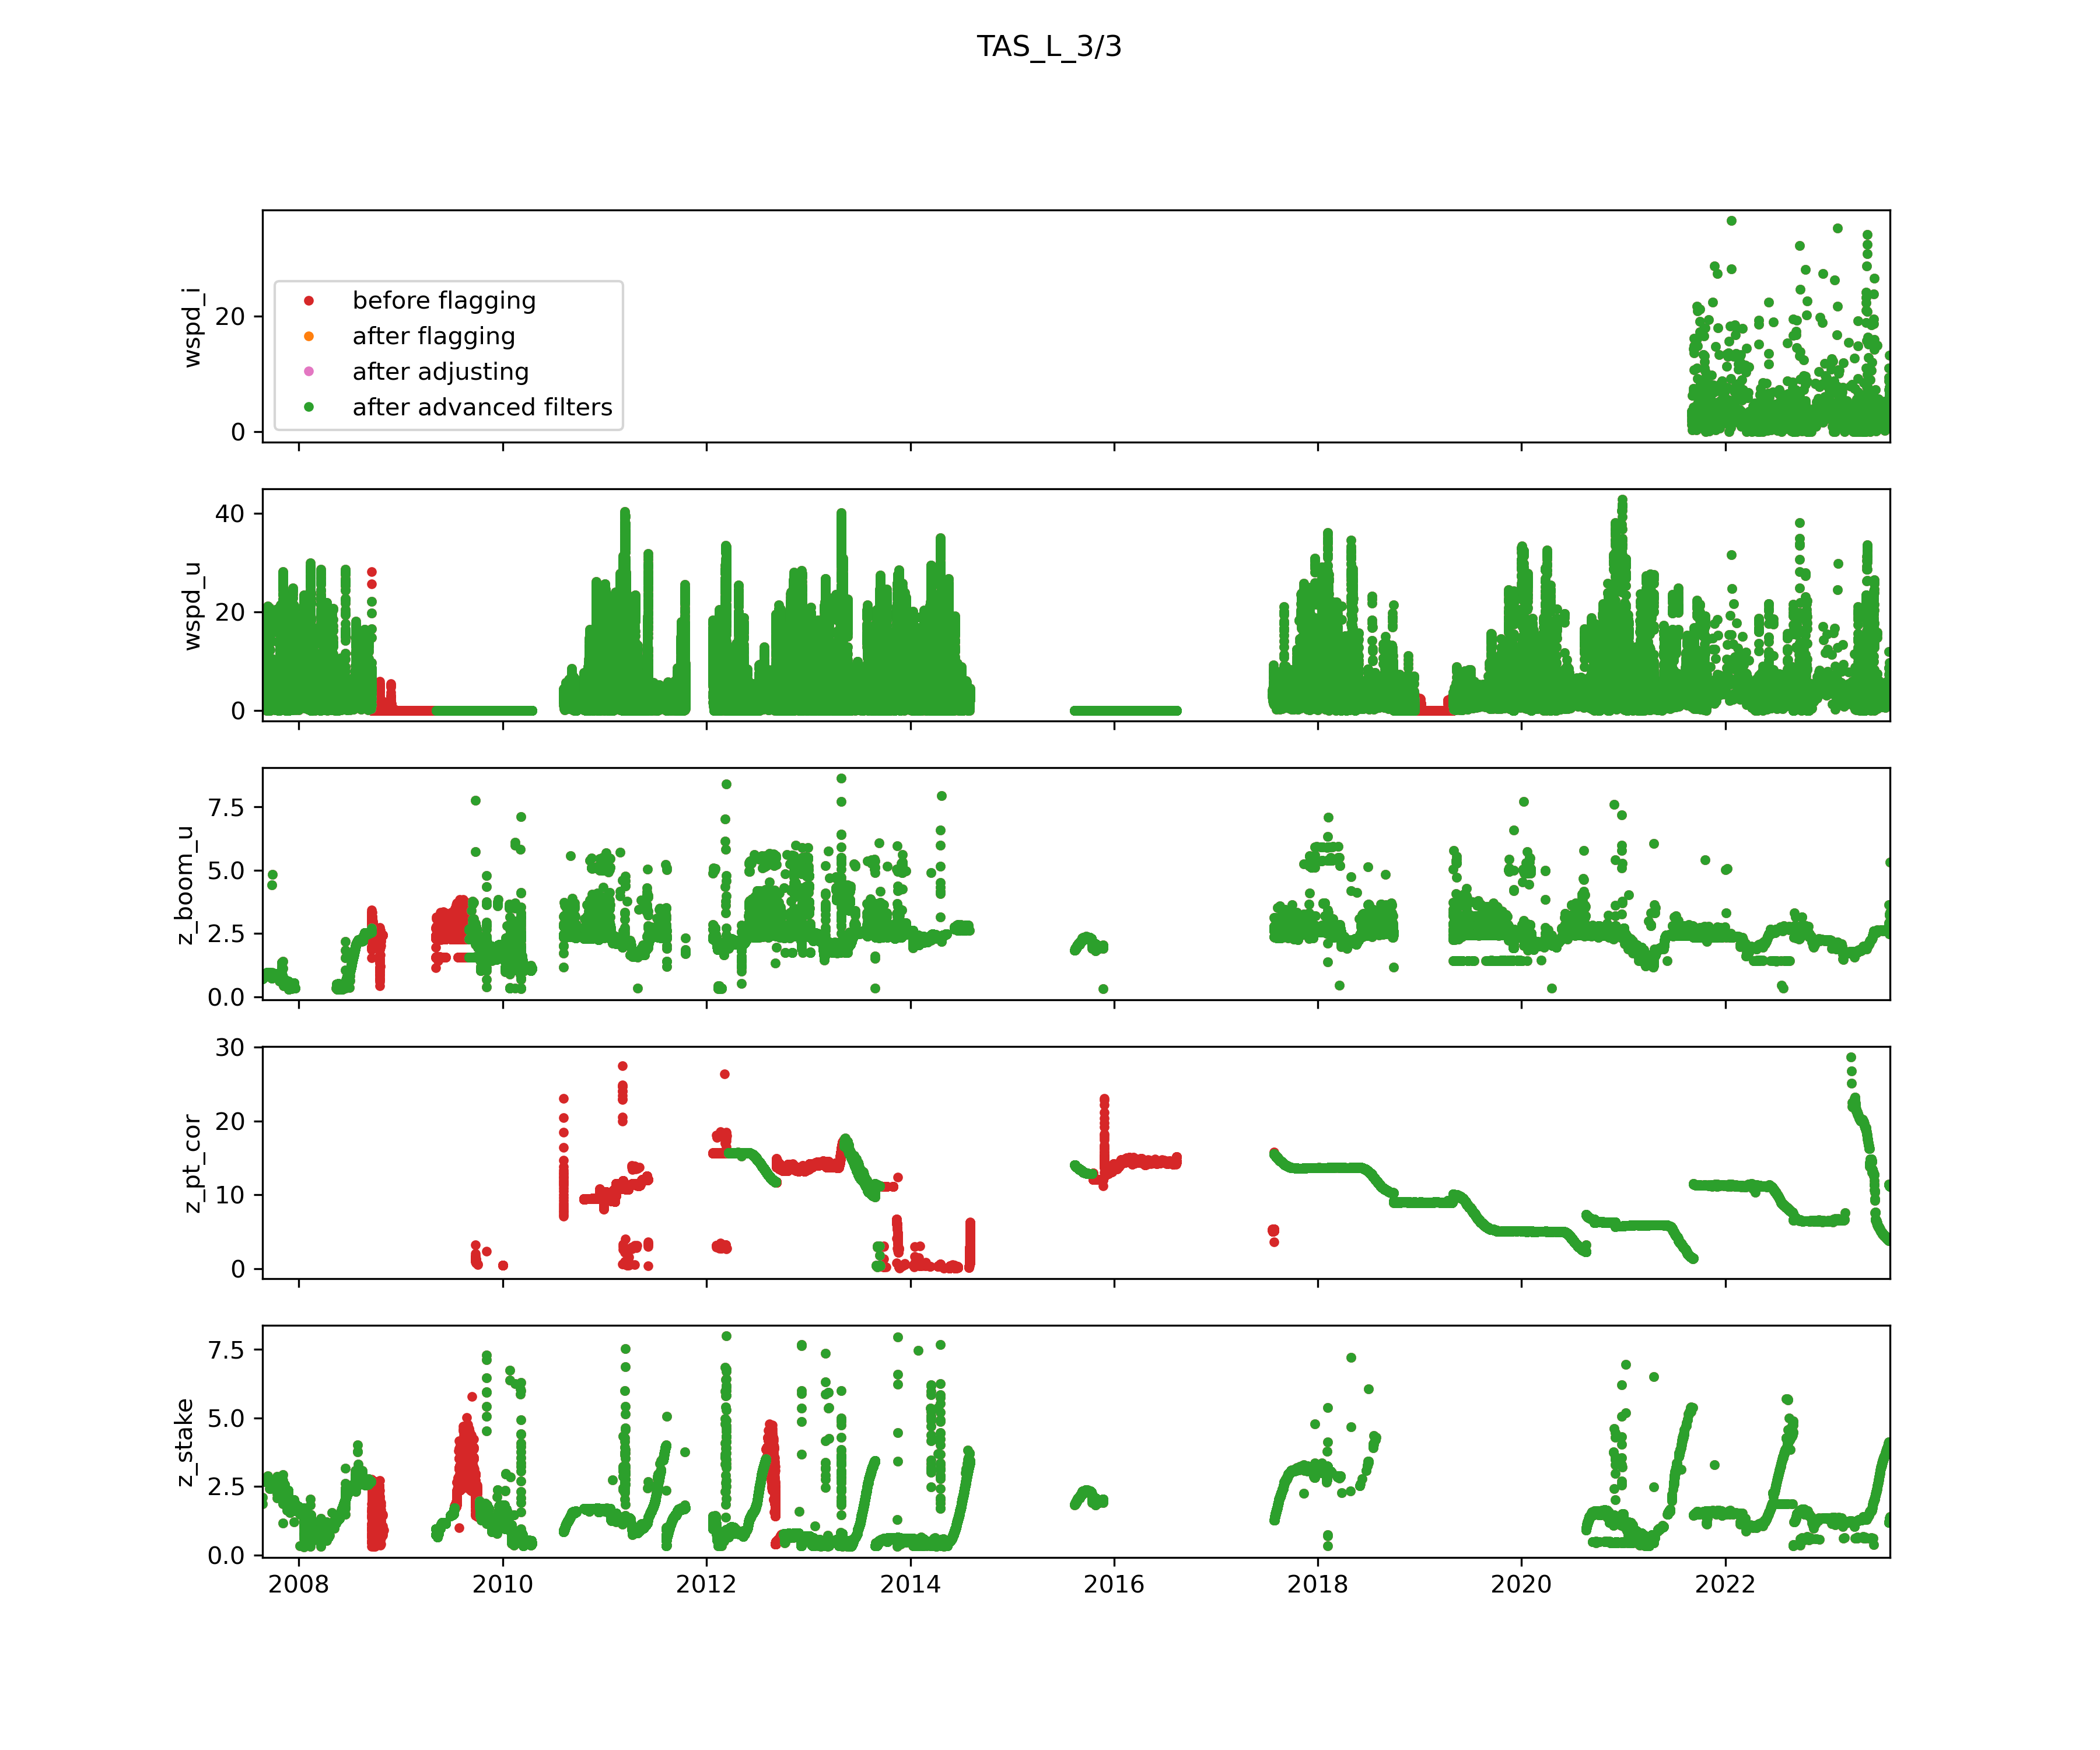 TAS_L_3/3
wspd_i
20
0
before flagging
after flagging
after adjusting
after advanced filters
wspd_u
40
20
0
z_boom_u
7.5
5.0
2.5
0.0
z_pt_cor
30
20
10
0
z_stake
7.5
5.0
2.5
0.0
2008 2010 2012 2014 2016 2018 2020 2022